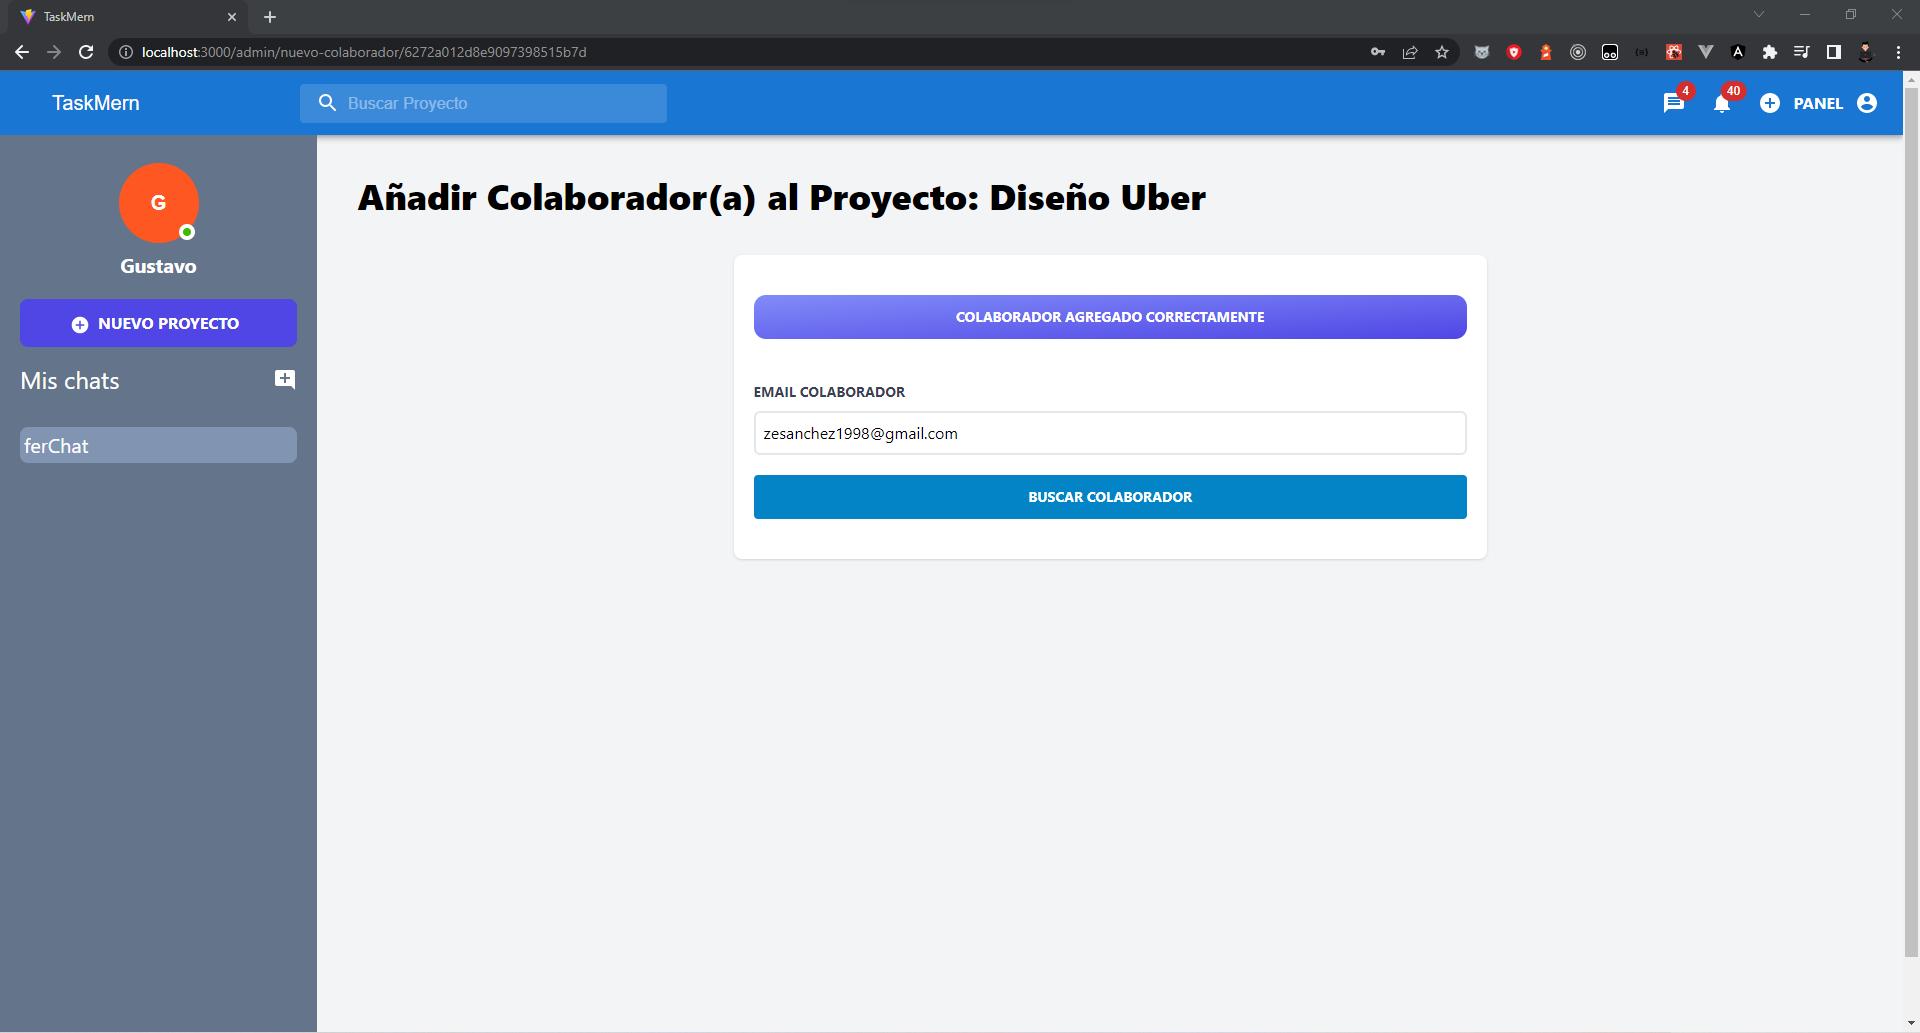 TaskMern
localhost:3000/admin/nuevo-colaborador/6272a012d8e9097398515b7d
TaskMern
Buscar Proyecto
4
40
PANEL
G
Gustavo
NUEVO PROYECTO
Mis chats
ferChat
Añadir Colaborador(a) al Proyecto: Diseño Uber
COLABORADOR AGREGADO CORRECTAMENTE
EMAIL COLABORADOR
zesanchez1998@gmail.com
BUSCAR COLABORADOR